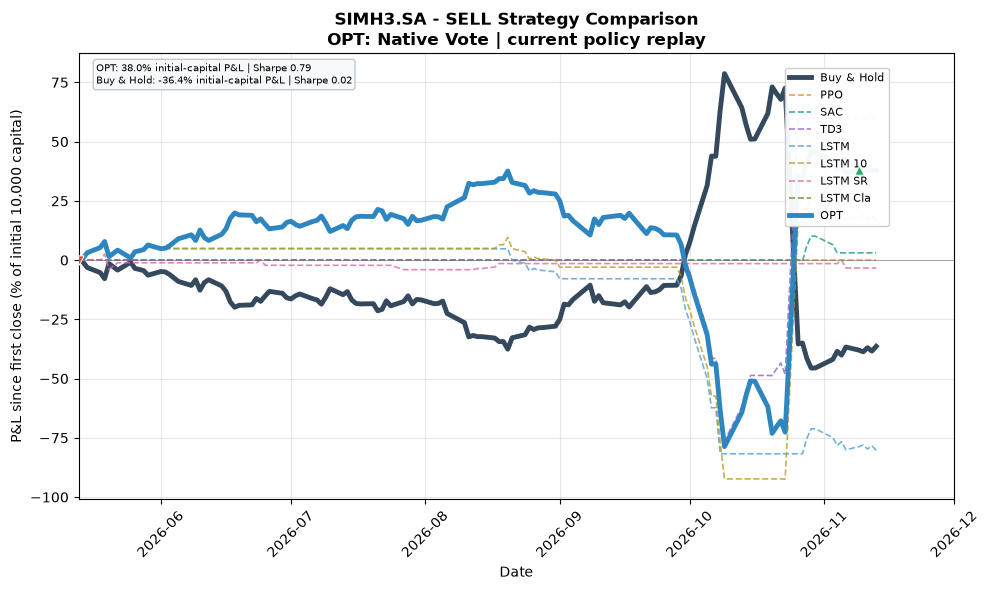 SIMH3.SA - SELL Strategy Comparison
OPT: Native Vote | current policy replay
OPT: 38.0% initial-capital P&L | Sharpe 0.79
Buy & Hold: -36.4% initial-capital P&L | Sharpe 0.02
Buy & Hold
PPO
SAC
TD3
LSTM
LSTM 10
LSTM SR
LSTM Cla
OPT
P&L since first close (% of initial 10,000 capital)
75
50
25
0
−25
−50
−75
−100
2026-06
2026-07
2026-08
2026-09
2026-10
2026-11
2026-12
Date